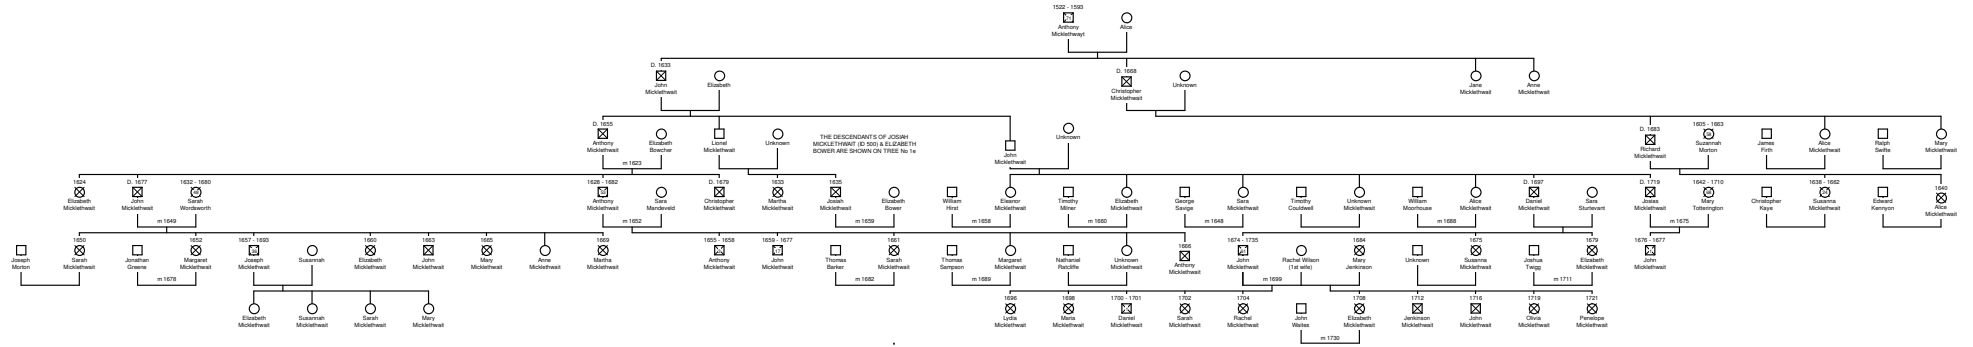 1522 - 1593
Anthony
Micklethwayt
Alice
D. 1633
John
Micklethwait
Elizabeth
D. 1668
Christopher
Micklethwait
Unknown
Jane
Micklethwait
Anne
Micklethwait
D. 1655
Anthony
Micklethwait
Elizabeth
Bowcher
m 1623
Lionel
Micklethwait
Unknown
THE DESCENDANTS OF JOSIAH
MICKLETHWAIT (ID 500) & ELIZABETH
BOWER ARE SHOWN ON TREE No 1e
John
Micklethwait
Unknown
D. 1683
Richard
Micklethwait
1605 - 1663
Suzannah
Morton
James
Firth
Alice
Micklethwait
Ralph
Swifte
Mary
Micklethwait
1624
Elizabeth
Micklethwait
D. 1677
John
Micklethwait
1632 - 1680
Sarah
Wordsworth
m 1649
1628 - 1682
Anthony
Micklethwait
Sara
Mandeveld
m 1652
D. 1679
Christopher
Micklethwait
1633
Martha
Micklethwait
1635
Josiah
Micklethwait
Elizabeth
Bower
m 1659
William
Hirst
Eleanor
Micklethwait
m 1658
Timothy
Milner
Elizabeth
Micklethwait
m 1660
George
Savige
Sara
Micklethwait
m 1648
Timothy
Couldwell
Unknown
Micklethwait
William
Moorhouse
Alice
Micklethwait
m 1688
D. 1697
Daniel
Micklethwait
Sara
Sturtevant
D. 1719
Josias
Micklethwait
1642 - 1710
Mary
Totterington
m 1675
Christopher
Kaye
1638 - 1662
Susanna
Micklethwait
Edward
Kennyon
1640
Alice
Micklethwait
Joseph
Morton
1650
Sarah
Micklethwait
Jonathan
Greene
1652
Margaret
Micklethwait
m 1678
1657 - 1693
Joseph
Micklethwait
Susannah
1660
Elizabeth
Micklethwait
1663
John
Micklethwait
1665
Mary
Micklethwait
Anne
Micklethwait
1669
Martha
Micklethwait
1655 - 1658
Anthony
Micklethwait
1659 - 1677
John
Micklethwait
Thomas
Barker
1661
Sarah
Micklethwait
m 1682
Thomas
Sampson
Margaret
Micklethwait
m 1689
Nathaniel
Ratcliffe
Unknown
Micklethwait
1666
Anthony
Micklethwait
1674 - 1735
John
Micklethwait
Rachel Wilson
(1st wife)
1684
Mary
Jenkinson
m 1699
Unknown
1675
Susanna
Micklethwait
Joshua
Twigg
1679
Elizabeth
Micklethwait
m 1711
1676 - 1677
John
Micklethwait
Elizabeth
Micklethwait
Susannah
Micklethwait
Sarah
Micklethwait
Mary
Micklethwait
1696
Lydia
Micklethwait
1698
Maria
Micklethwait
1700 - 1701
Daniel
Micklethwait
1702
Sarah
Micklethwait
1704
Rachel
Micklethwait
John
Waites
1708
Elizabeth
Micklethwait
m 1730
1712
Jenkinson
Micklethwait
1716
John
Micklethwait
1719
Olivia
Micklethwait
1721
Penelope
Micklethwait